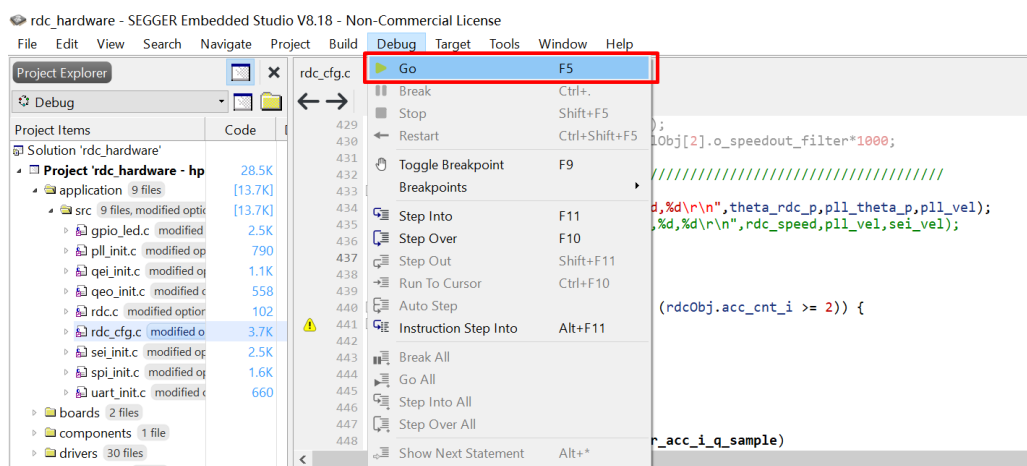 rdc_hardware - SEGGER Embedded Studio V8.18 - Non-Commercial License
File Edit View Search Navigate Project Build Debug Target Tools Window Help
Project Explorer
Debug
Project Items Code
Solution 'rdc_hardware'
Project 'rdc_hardware - hp 28.5K
application 9 files [13.7K]
src 9 files, modified optic [13.7K]
gpio_led.c modified 2.5K
pll_init.c modified op 790
qei_init.c modified op 1.1K
qeo_init.c modified c 558
rdc.c modified option 102
rdc_cfg.c modified o 3.7K
sei_init.c modified op 2.5K
spi_init.c modified op 1.6K
uart_init.c modified c 660
boards 2 files
components 1 file
drivers 30 files
rdc_cfg.c
Go F5
Break Ctrl+.
Stop Shift+F5
Restart Ctrl+Shift+F5
Toggle Breakpoint F9
Breakpoints
Step Into F11
Step Over F10
Step Out Shift+F11
Run To Cursor Ctrl+F10
Auto Step
Instruction Step Into Alt+F11
Break All
Go All
Step Into All
Step Over All
Show Next Statement Alt+*
429 );
430 lObj[2].o_speedout_filter*1000;
431
432 ////////////////////////////////////
433
434 d,%d\r\n",theta_rdc_p,pll_theta_p,pll_vel);
435 ,%d,%d\r\n",rdc_speed,pll_vel,sei_vel);
436
437
438
439
440 (rdcObj.acc_cnt_i >= 2)) {
441
442
443
444
445
446
447
448 r_acc_i_q_sample)